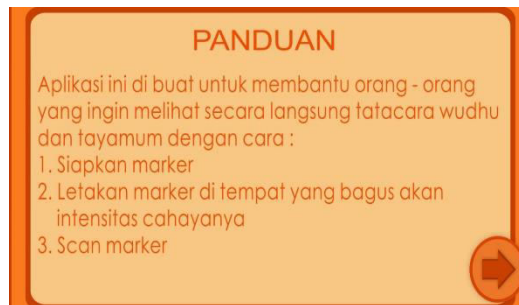 PANDUAN
Aplikasi ini di buat untuk membantu orang - orang
yang ingin melihat secara langsung tatacara wudhu
dan tayamum dengan cara :
1. Siapkan marker
2. Letakan marker di tempat yang bagus akan
intensitas cahayanya
3. Scan marker